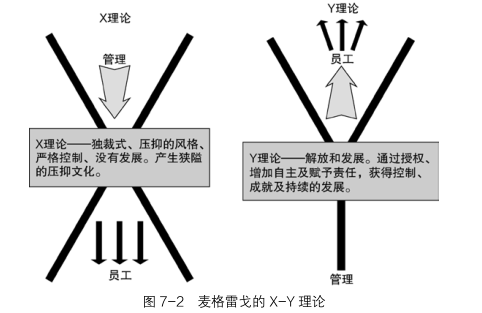 X理论
管理
X理论——独裁式、压抑的风格、
严格控制、没有发展。产生狭隘
的压抑文化。
员工
Y理论
员工
Y理论——解放和发展。通过授权、
增加自主及赋予责任，获得控制、
成就及持续的发展。
管理
图 7-2 麦格雷戈的 X-Y 理论